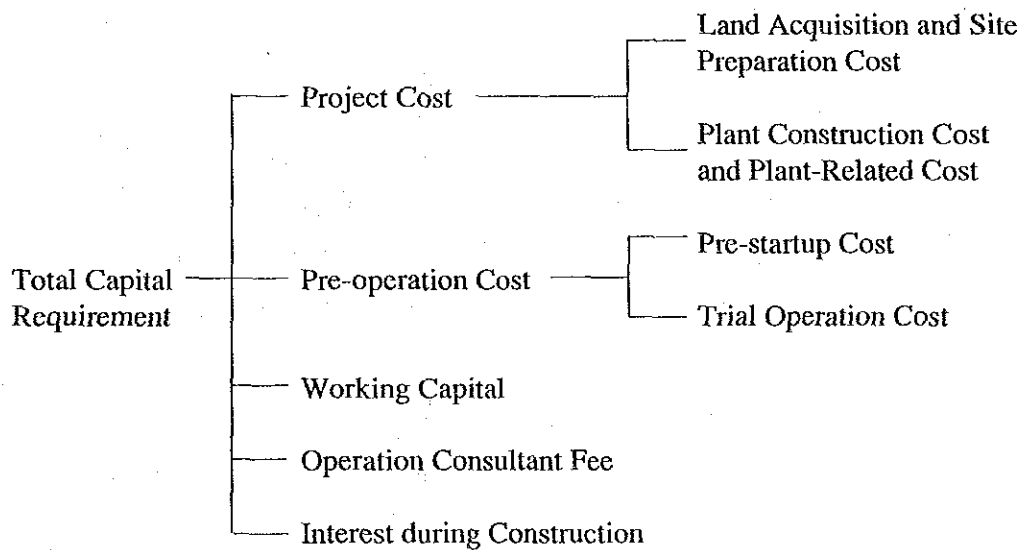 Land Acquisition and Site
Preparation Cost
Project Cost
Plant Construction Cost
and Plant-Related Cost
Pre-startup Cost
Total Capital
Requirement
Pre-operation Cost
Trial Operation Cost
Working Capital
Operation Consultant Fee
Interest during Construction